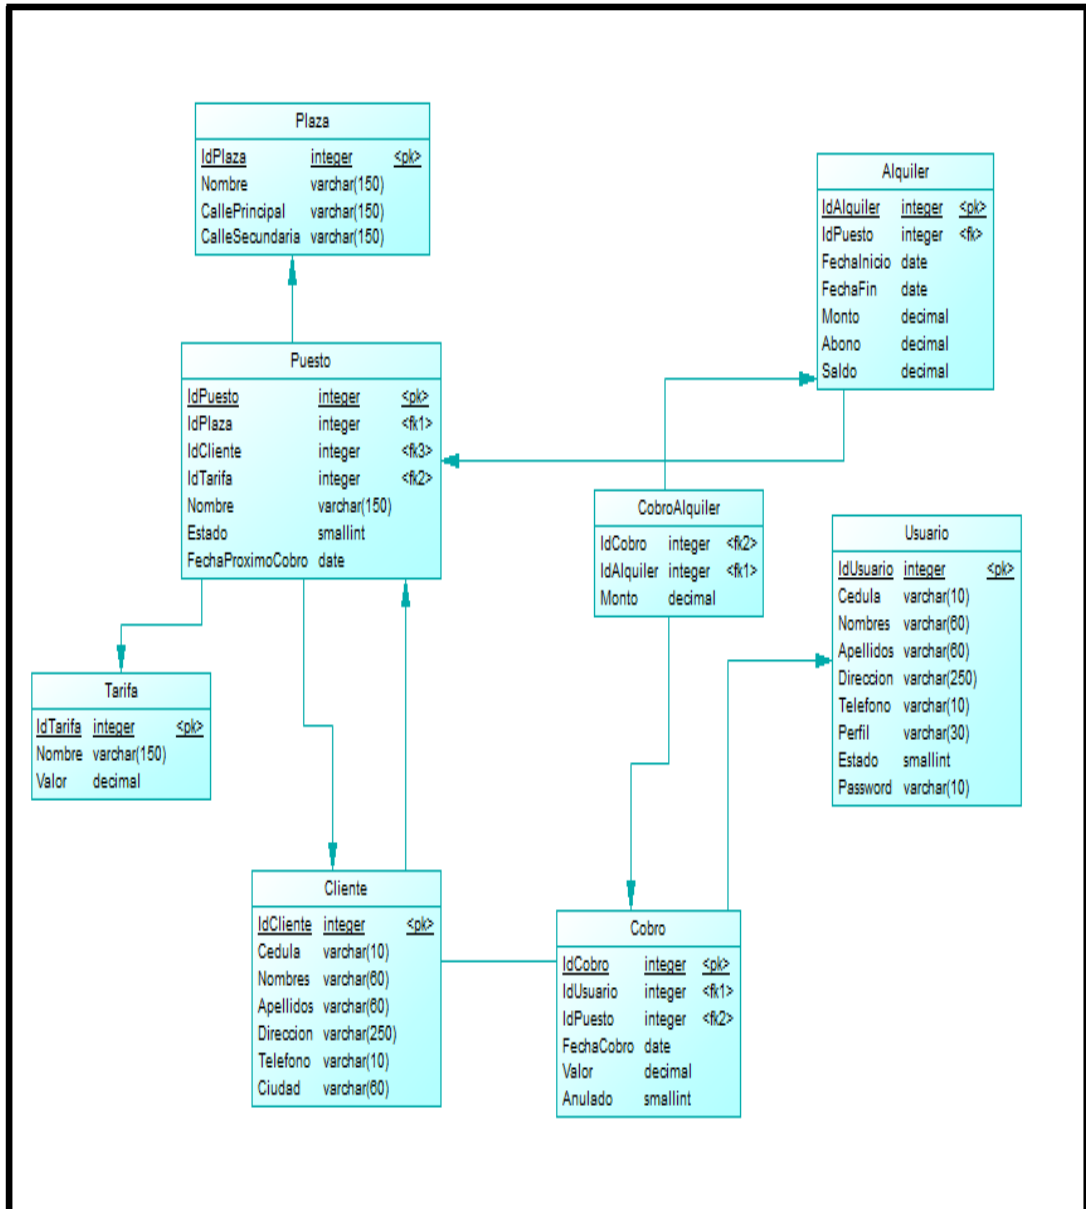 Plaza
IdPlaza integer <pk>
Nombre varchar(150)
CallePrincipal varchar(150)
CalleSecundaria varchar(150)
Alquiler
IdAlquiler integer <pk>
IdPuesto integer <fk>
FechaInicio date
FechaFin date
Monto decimal
Abono decimal
Saldo decimal
Puesto
IdPuesto integer <pk>
IdPlaza integer <fk1>
IdCliente integer <fk3>
IdTarifa integer <fk2>
Nombre varchar(150)
Estado smallint
FechaProximoCobro date
CobroAlquiler
IdCobro integer <fk2>
IdAlquiler integer <fk1>
Monto decimal
Usuario
IdUsuario integer <pk>
Cedula varchar(10)
Nombres varchar(60)
Apellidos varchar(60)
Direccion varchar(250)
Telefono varchar(10)
Perfil varchar(30)
Estado smallint
Password varchar(10)
Tarifa
IdTarifa integer <pk>
Nombre varchar(150)
Valor decimal
Cliente
IdCliente integer <pk>
Cedula varchar(10)
Nombres varchar(60)
Apellidos varchar(60)
Direccion varchar(250)
Telefono varchar(10)
Ciudad varchar(60)
Cobro
IdCobro integer <pk>
IdUsuario integer <fk1>
IdPuesto integer <fk2>
FechaCobro date
Valor decimal
Anulado smallint